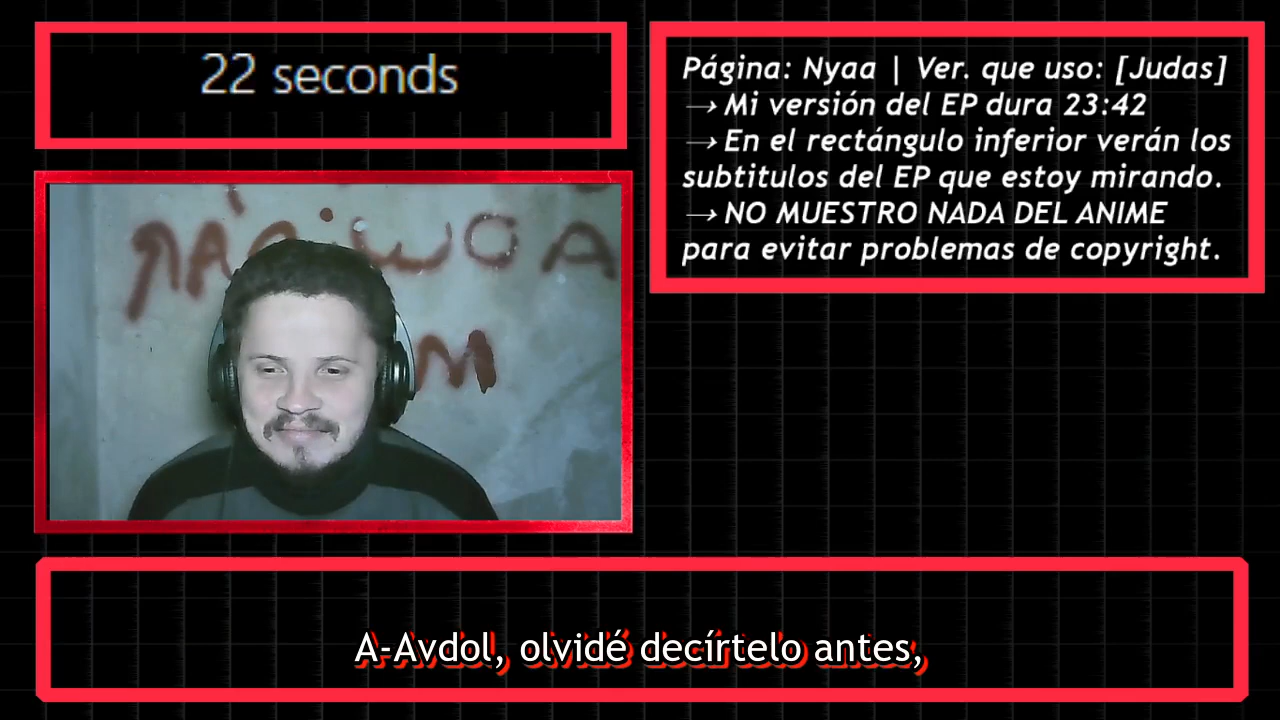 22 seconds
Página: Nyaa | Ver. que uso: [Judas]
→ Mi versión del EP dura 23:42
→ En el rectángulo inferior verán los
subtitulos del EP que estoy mirando.
→ NO MUESTRO NADA DEL ANIME
para evitar problemas de copyright.
A-Avdol, olvidé decírtelo antes,